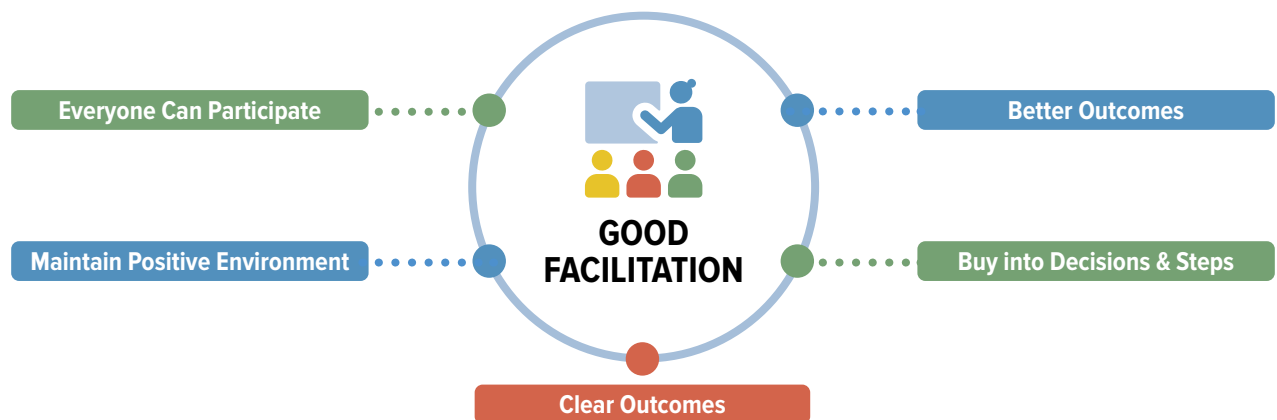 Everyone Can Participate
Better Outcomes
GOOD
FACILITATION
Maintain Positive Environment
Buy into Decisions & Steps
Clear Outcomes